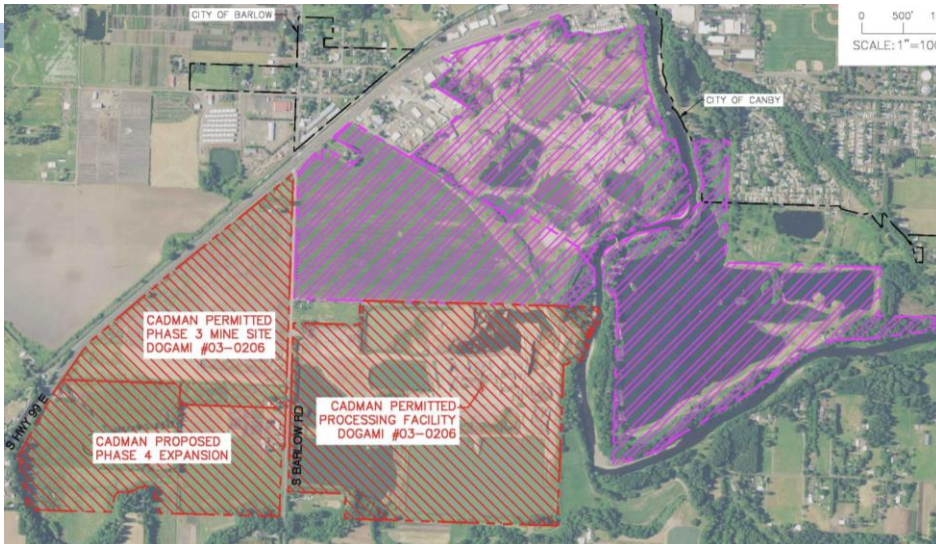 CITY OF BARLOW
0 500' 1
SCALE: 1"=100
CITY OF CANBY
CADMAN PERMITTED
PHASE 3 MINE SITE
DOGAMI #03-0206
CADMAN PERMITTED
PROCESSING FACILITY
DOGAMI #03-0206
S HWY 99 E
CADMAN PROPOSED
PHASE 4 EXPANSION
S BARLOW RD